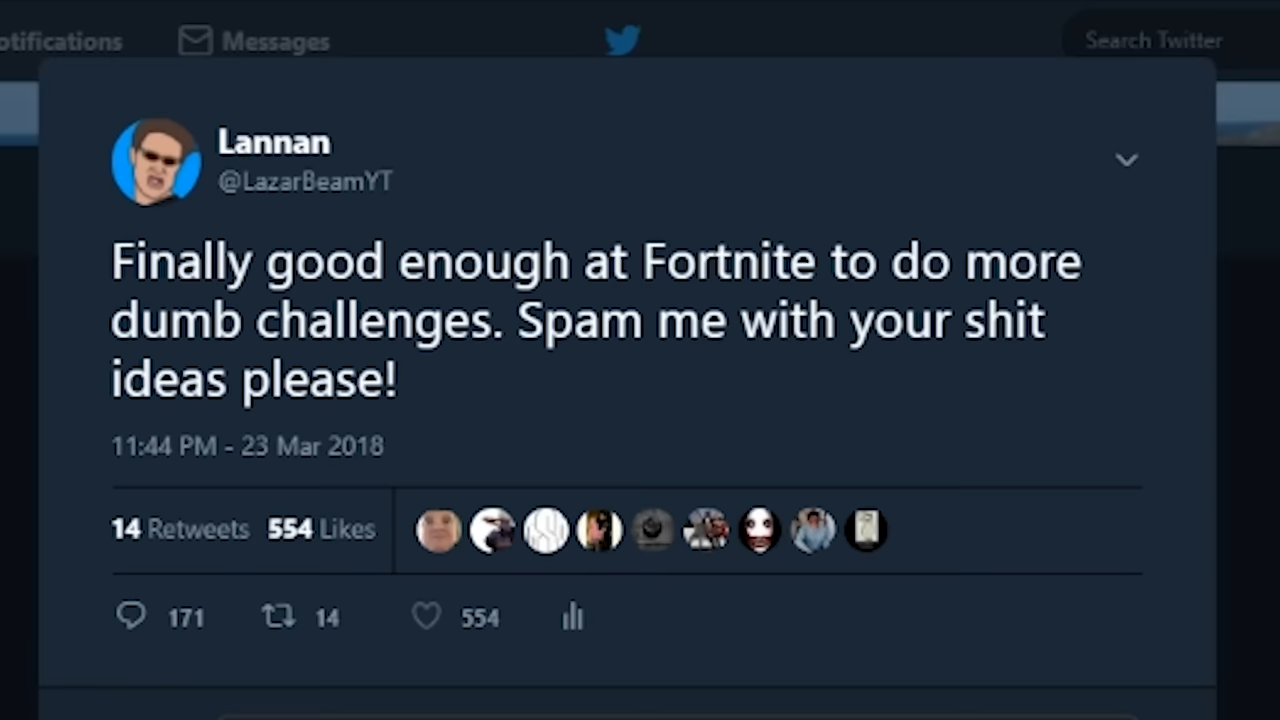 otifications Messages Search Twitter
Lannan
@LazarBeamYT
Finally good enough at Fortnite to do more
dumb challenges. Spam me with your shit
ideas please!
11:44 PM - 23 Mar 2018
14 Retweets 554 Likes
171 14 554